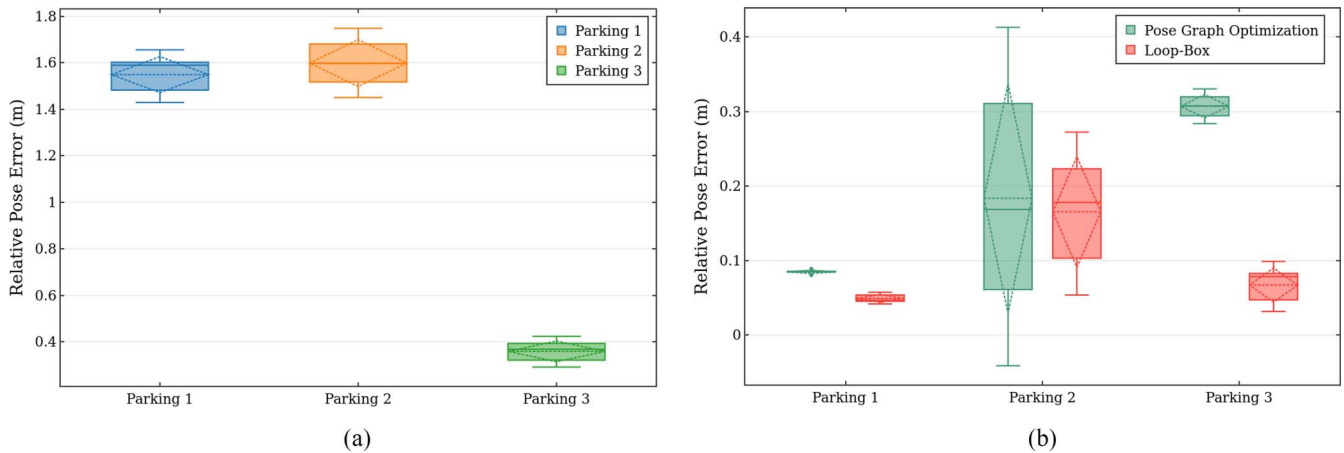 1.8
1.6
1.4
1.2
1
0.8
0.6
0.4
Relative Pose Error (m)
Parking 1
Parking 2
Parking 3
Parking 1
Parking 2
Parking 3
(a)
0.4
0.3
0.2
0.1
0
Relative Pose Error (m)
Pose Graph Optimization
Loop-Box
Parking 1
Parking 2
Parking 3
(b)